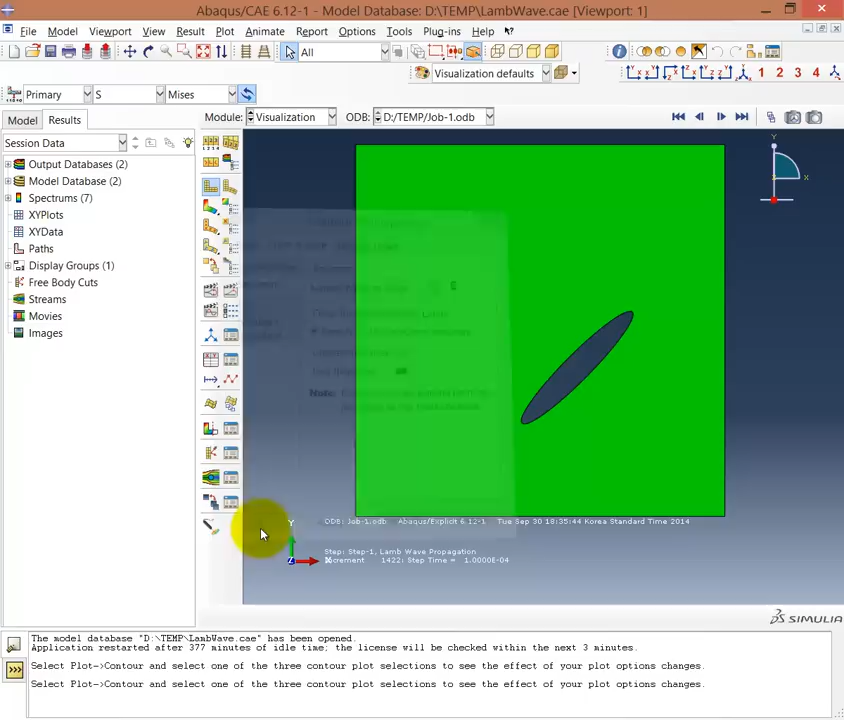 Abaqus/CAE 6.12-1 - Model Database: D:\TEMP\LambWave.cae [Viewport: 1]
File Model Viewport View Result Plot Animate Report Options Tools Plug-ins Help
All
Visualization defaults
1 2 3 4
Primary S Mises
Model Results Module: Visualization ODB: D:/TEMP/Job-1.odb
Session Data
Output Databases (2)
Model Database (2)
Spectrums (7)
XYPlots
XYData
Paths
Display Groups (1)
Free Body Cuts
Streams
Movies
Images
Y
X
Note:
Y
X
Z
ODB: Job-1.odb Abaqus/Explicit 6.12-1 Tue Sep 30 18:35:44 Korea Standard Time 2014
Step: Step-1, Lamb Wave Propagation
Increment 1422: Step Time = 1.0000E-04
SIMULIA
The model database "D:\TEMP\LambWave.cae" has been opened.
Application restarted after 377 minutes of idle time; the license will be checked within the next 3 minutes.
Select Plot->Contour and select one of the three contour plot selections to see the effect of your plot options changes.
Select Plot->Contour and select one of the three contour plot selections to see the effect of your plot options changes.